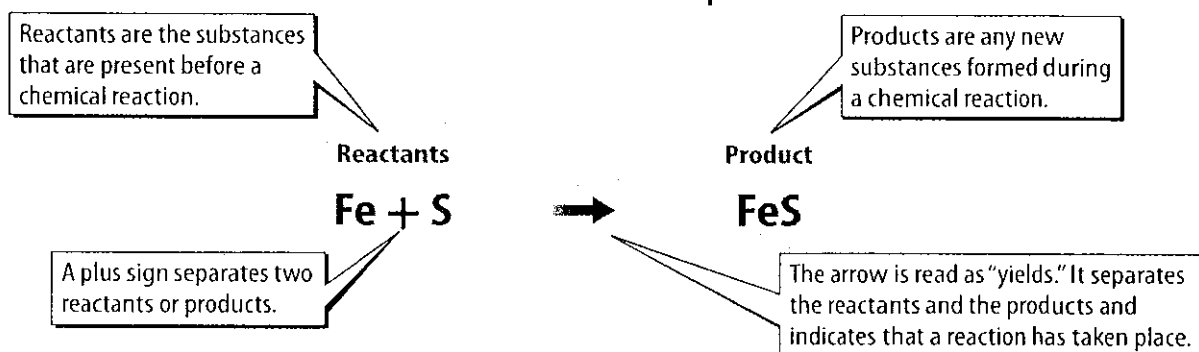 Reactants are the substances
that are present before a
chemical reaction.
Products are any new
substances formed during
a chemical reaction.
Reactants
Product
Fe + S → FeS
A plus sign separates two
reactants or products.
The arrow is read as "yields." It separates
the reactants and the products and
indicates that a reaction has taken place.